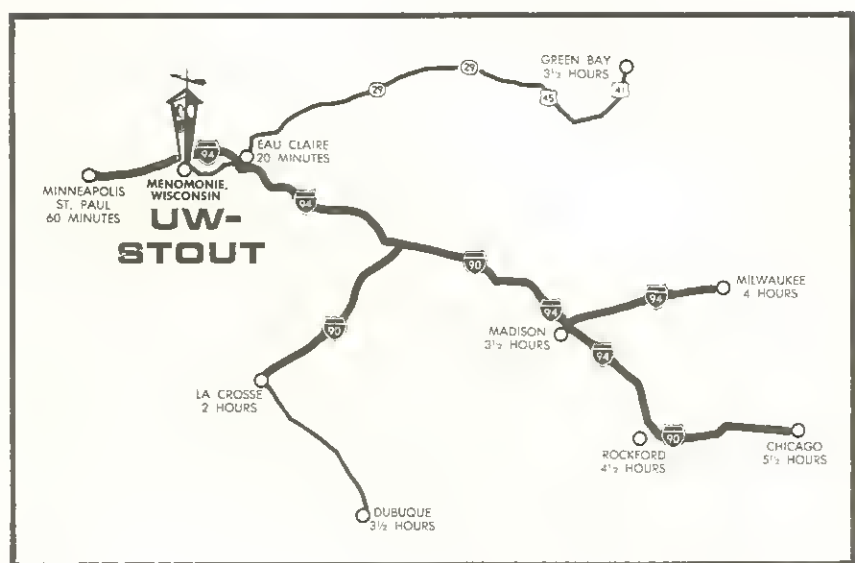 GREEN BAY
3½ HOURS
29
29
45
41
EAU CLAIRE
20 MINUTES
94
MENOMONIE,
WISCONSIN
MINNEAPOLIS
ST. PAUL
60 MINUTES
UW-
STOUT
94
90
90
94
94
94
MILWAUKEE
4 HOURS
MADISON
3½ HOURS
LA CROSSE
2 HOURS
90
ROCKFORD
4½ HOURS
CHICAGO
5½ HOURS
DUBUQUE
3½ HOURS